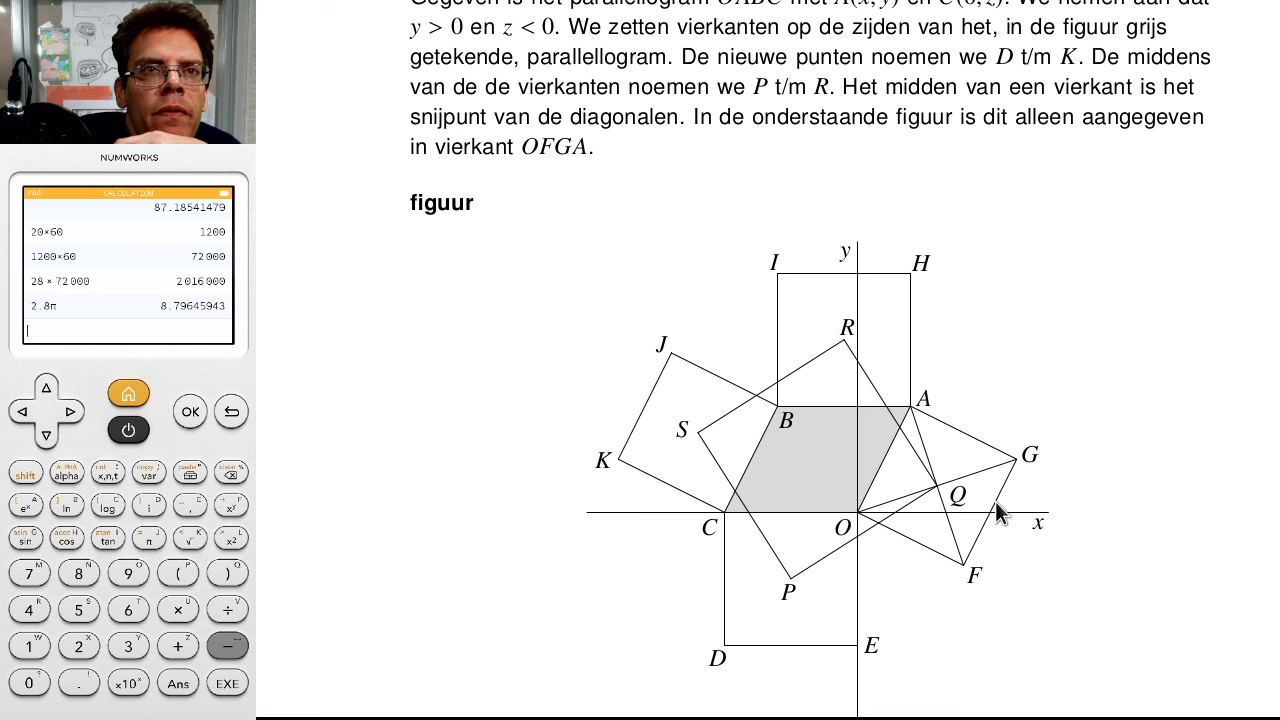 Gegeven is het parallellogram OABC met A(x, y) en C(0, z). We nemen aan dat
y > 0 en z < 0. We zetten vierkanten op de zijden van het, in de figuur grijs
getekende, parallellogram. De nieuwe punten noemen we D t/m K. De middens
van de de vierkanten noemen we P t/m R. Het midden van een vierkant is het
snijpunt van de diagonalen. In de onderstaande figuur is dit alleen aangegeven
in vierkant OFGA.
figuur
I y H
R
J
A
B
S
K G
Q
C O x
F
P
E
D
NUMWORKS
rad CALCULATION
87.18541479
20×60 1200
1200×60 72000
28×72000 2016000
2.8π 8.79645943
OK
shift alpha x,n,t var
eˣ ln log i , xʸ
sin cos tan π √ x²
7 8 9 ( )
4 5 6 × ÷
1 2 3 + −
0 . ×10ˣ Ans EXE